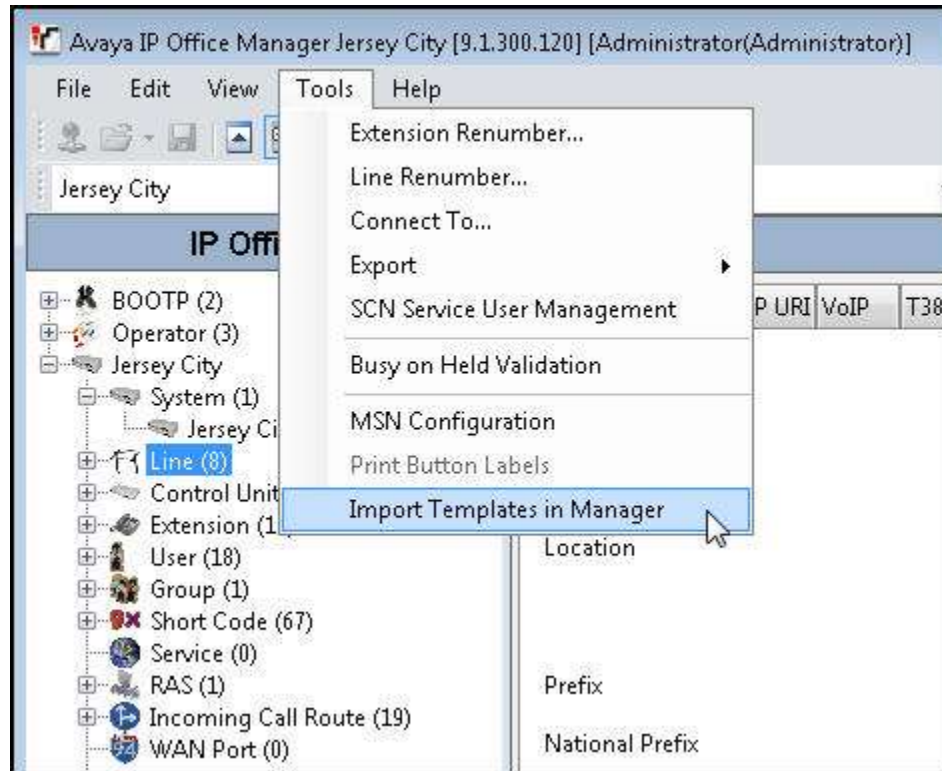 Avaya IP Office Manager Jersey City [9.1.300.120] [Administrator(Administrator)]
File Edit View Tools Help
Extension Renumber...
Line Renumber...
Connect To...
Export
SCN Service User Management
Busy on Held Validation
MSN Configuration
Print Button Labels
Import Templates in Manager
Jersey City
IP Offi
BOOTP (2)
Operator (3)
Jersey City
System (1)
Jersey Ci
Line (8)
Control Unit
Extension (1
User (18)
Group (1)
Short Code (67)
Service (0)
RAS (1)
Incoming Call Route (19)
WAN Port (0)
P URI VoIP T38
Location
Prefix
National Prefix